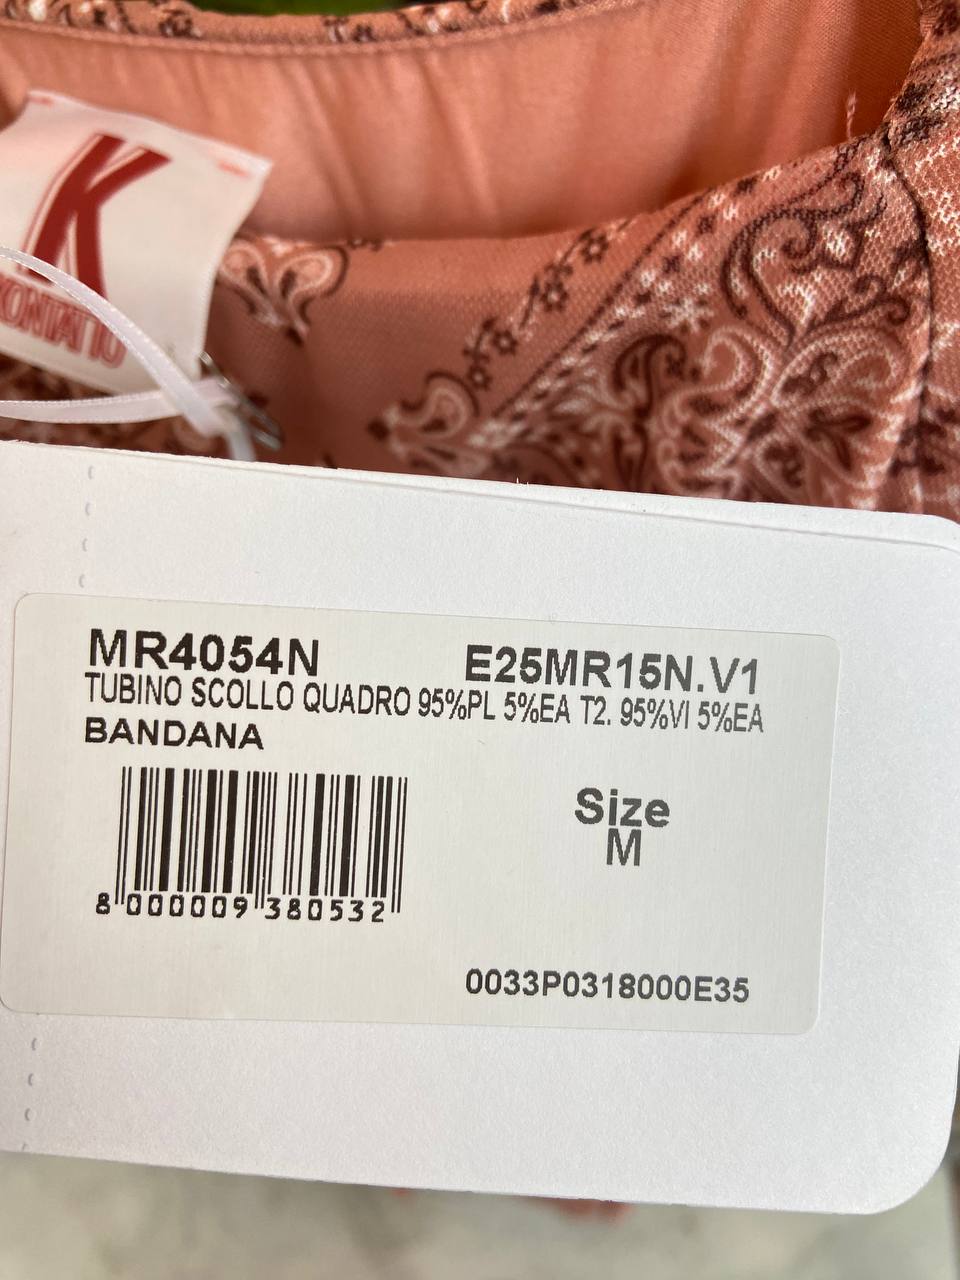 K
KONTATTO
MR4054N E25MR15N.V1
TUBINO SCOLLO QUADRO 95%PL 5%EA T2. 95%VI 5%EA
BANDANA
Size
M
8 000009 380532
0033P0318000E35